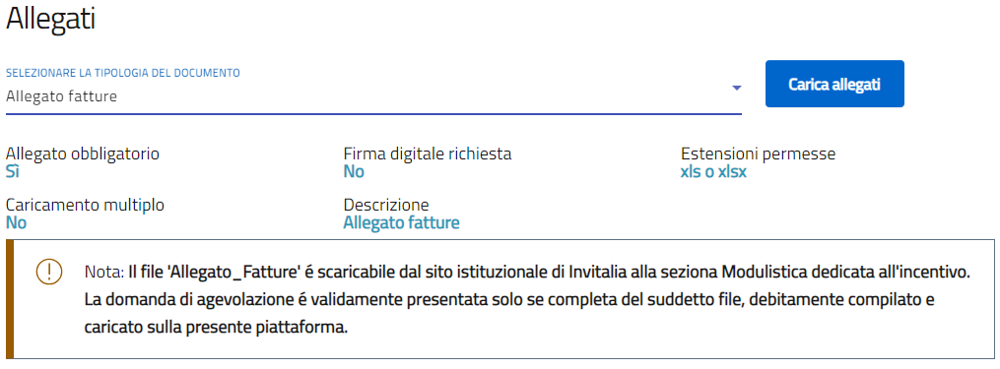 Allegati
SELEZIONARE LA TIPOLOGIA DEL DOCUMENTO
Allegato fatture
Carica allegati
Allegato obbligatorio
Sì
Firma digitale richiesta
No
Estensioni permesse
xls o xlsx
Caricamento multiplo
No
Descrizione
Allegato fatture
Nota: Il file 'Allegato_Fatture' é scaricabile dal sito istituzionale di Invitalia alla seziona Modulistica dedicata all'incentivo.
La domanda di agevolazione é validamente presentata solo se completa del suddetto file, debitamente compilato e
caricato sulla presente piattaforma.